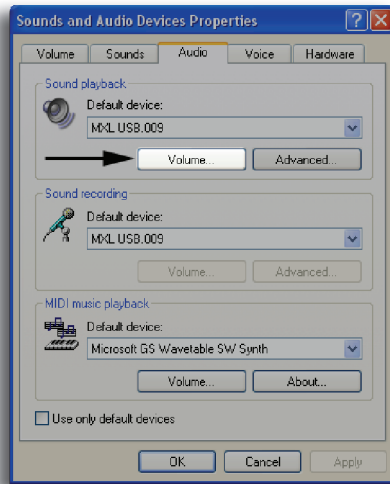 Sounds and Audio Devices Properties
Volume Sounds Audio Voice Hardware
Sound playback
Default device:
MXL USB.009
Volume... Advanced...
Sound recording
Default device:
MXL USB.009
Volume... Advanced...
MIDI music playback
Default device:
Microsoft GS Wavetable SW Synth
Volume... About...
Use only default devices
OK Cancel Apply